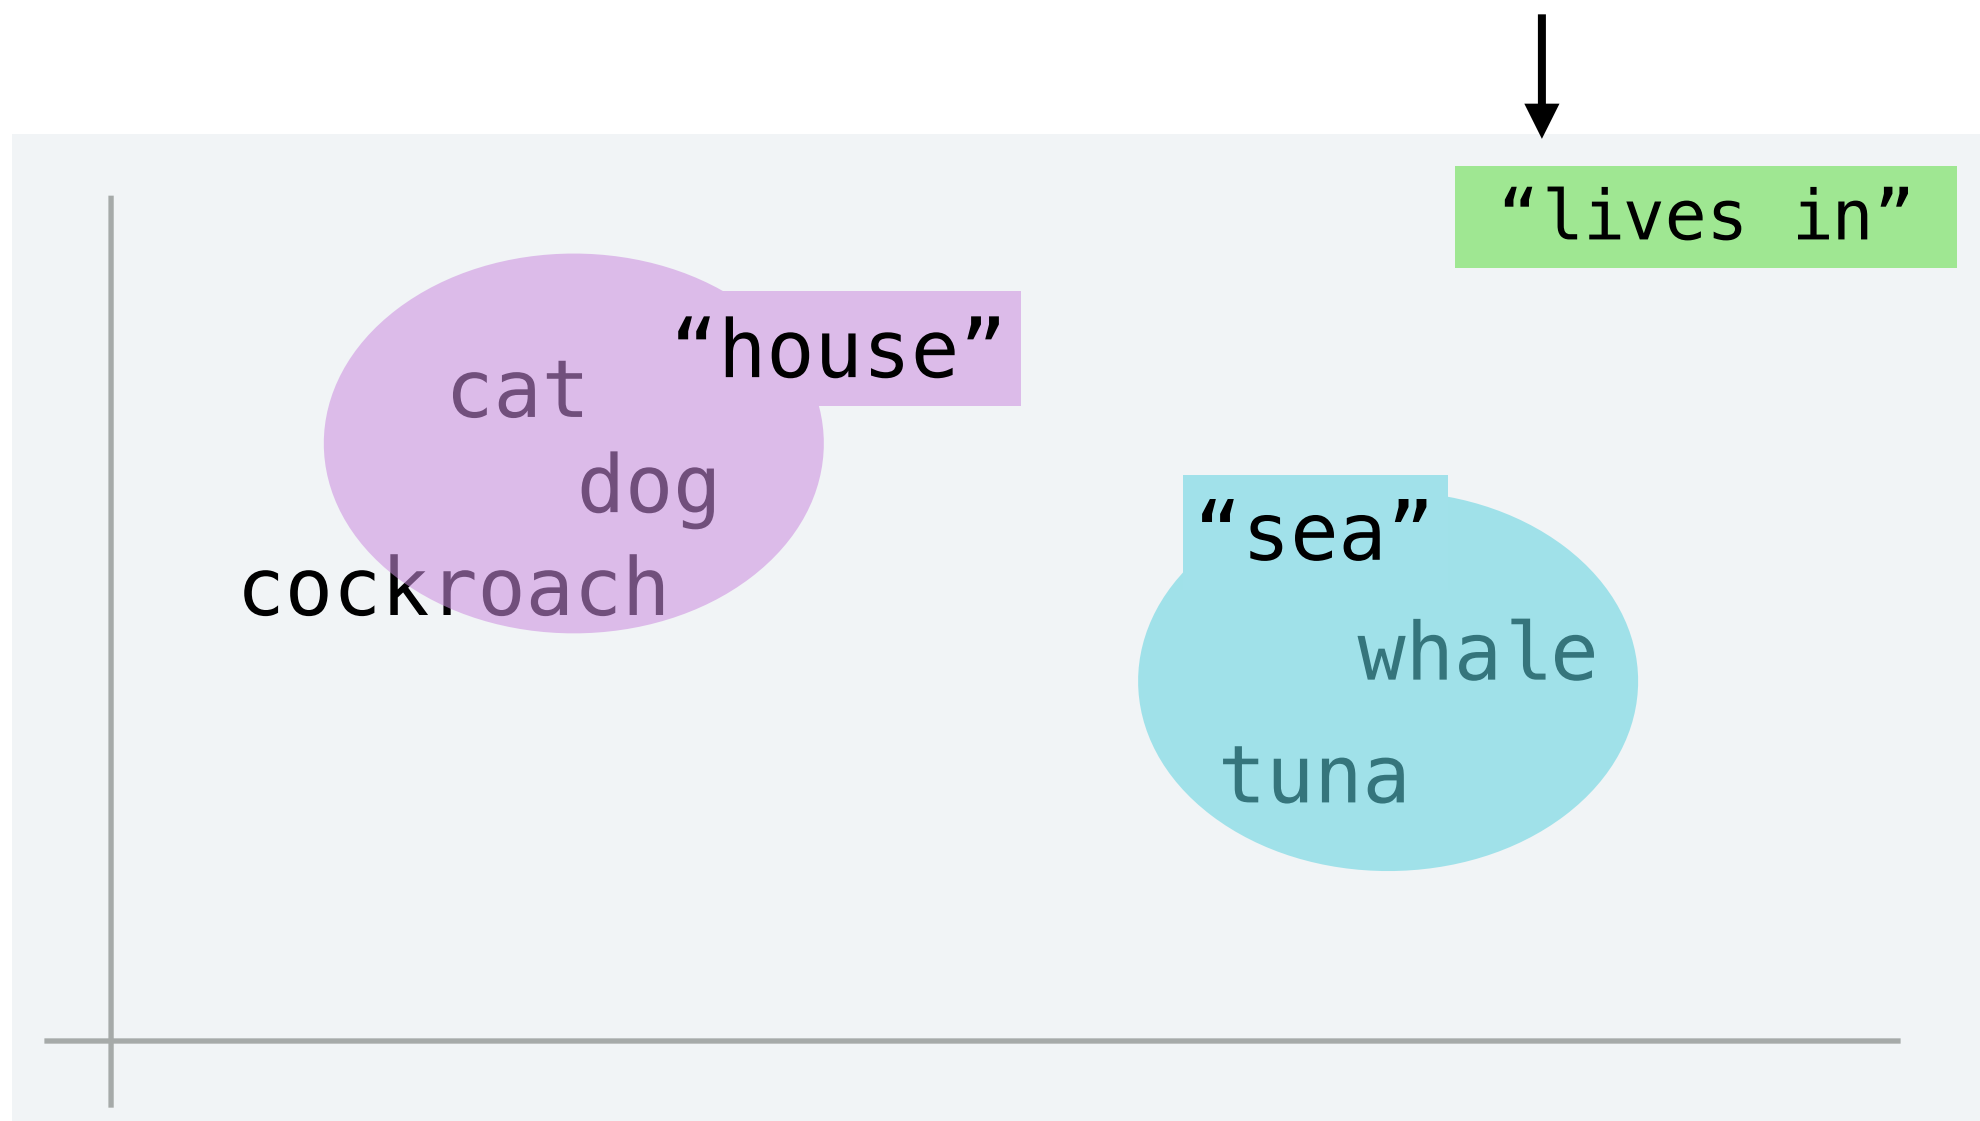 “lives in”
“house”
cat
dog
cockroach
“sea”
whale
tuna